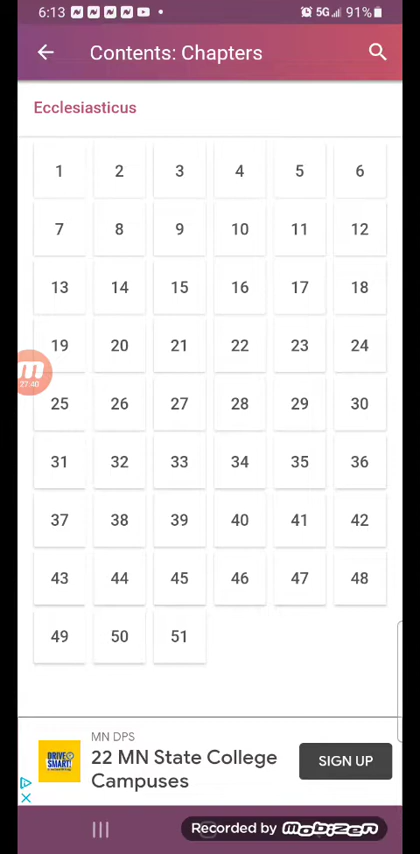 6:13 5G 91%
Contents: Chapters
Ecclesiasticus
1 2 3 4 5 6
7 8 9 10 11 12
13 14 15 16 17 18
19 20 21 22 23 24
27:40
25 26 27 28 29 30
31 32 33 34 35 36
37 38 39 40 41 42
43 44 45 46 47 48
49 50 51
MN DPS
DRIVE SMART!
22 MN State College
Campuses
SIGN UP
Recorded by mobizen